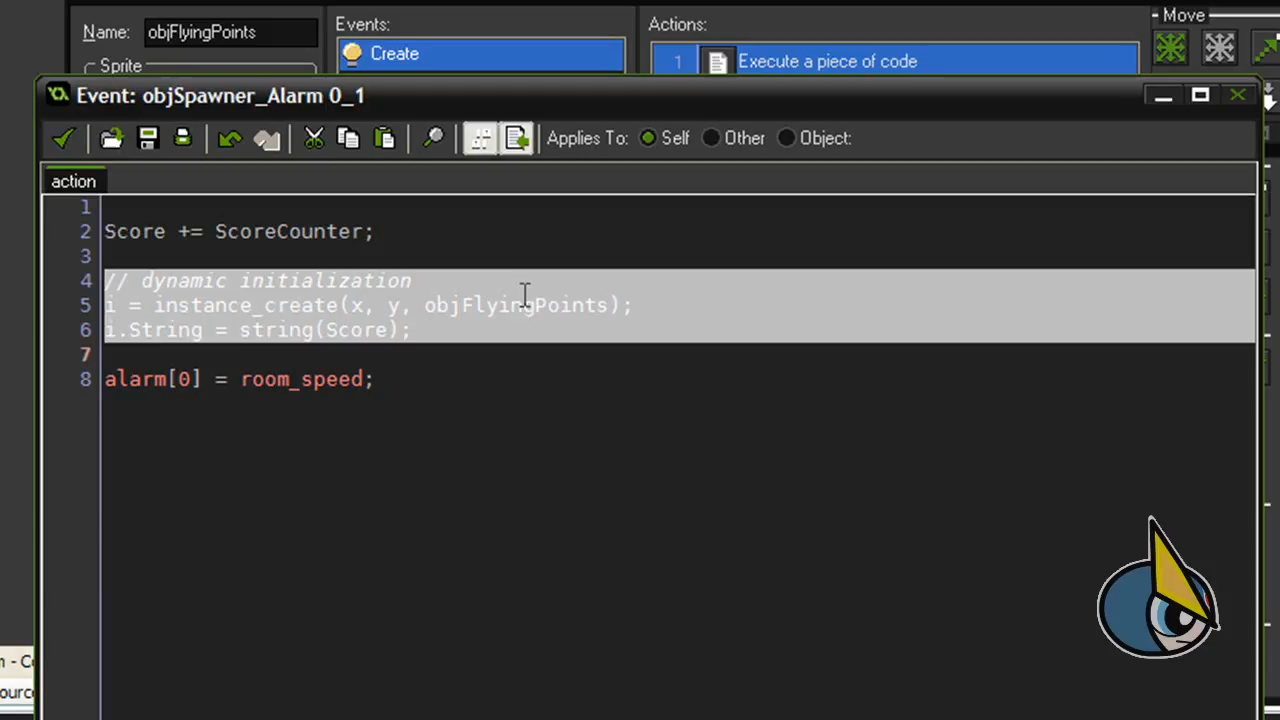 Name: objFlyingPoints
Events:
Actions:
Move
Sprite
Create
1 Execute a piece of code
Event: objSpawner_Alarm 0_1
Applies To: Self Other Object:
action
1
2 Score += ScoreCounter;
3
4 // dynamic initialization
5 i = instance_create(x, y, objFlyingPoints);
6 i.String = string(Score);
7
8 alarm[0] = room_speed;